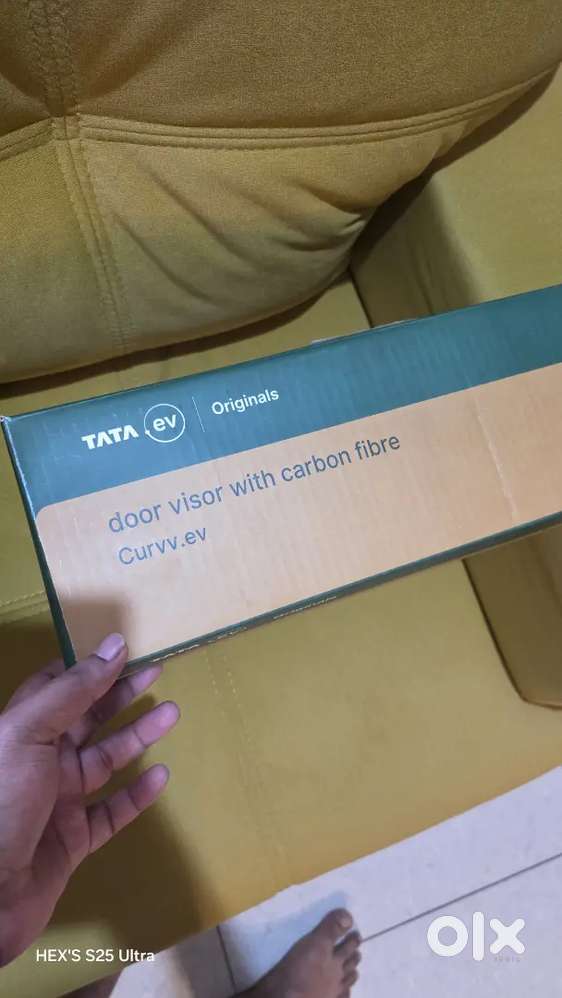 TATA .ev Originals
door visor with carbon fibre
Curvv.ev
HEX'S S25 Ultra
olx